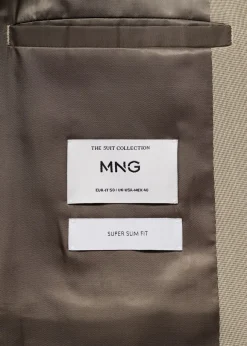 THE SUIT COLLECTION
MNG
EUR-IT 50 / UK-USA-MEX 40
SUPER SLIM FIT